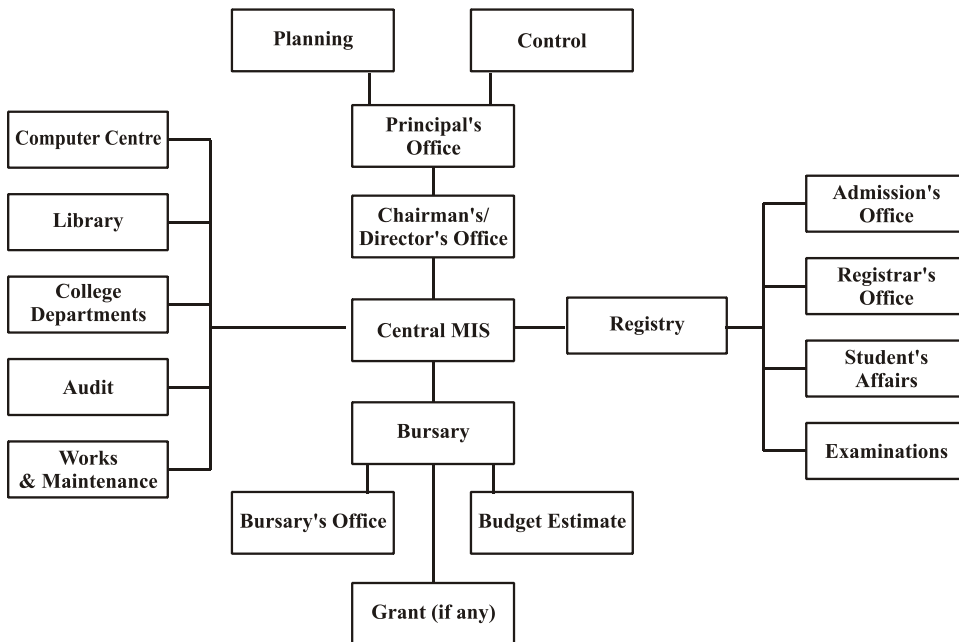 Planning
Control
Principal's
Office
Computer Centre
Library
College
Departments
Audit
Works
& Maintenance
Chairman's/
Director's Office
Central MIS
Registry
Admission's
Office
Registrar's
Office
Student's
Affairs
Examinations
Bursary
Bursary's Office
Budget Estimate
Grant (if any)